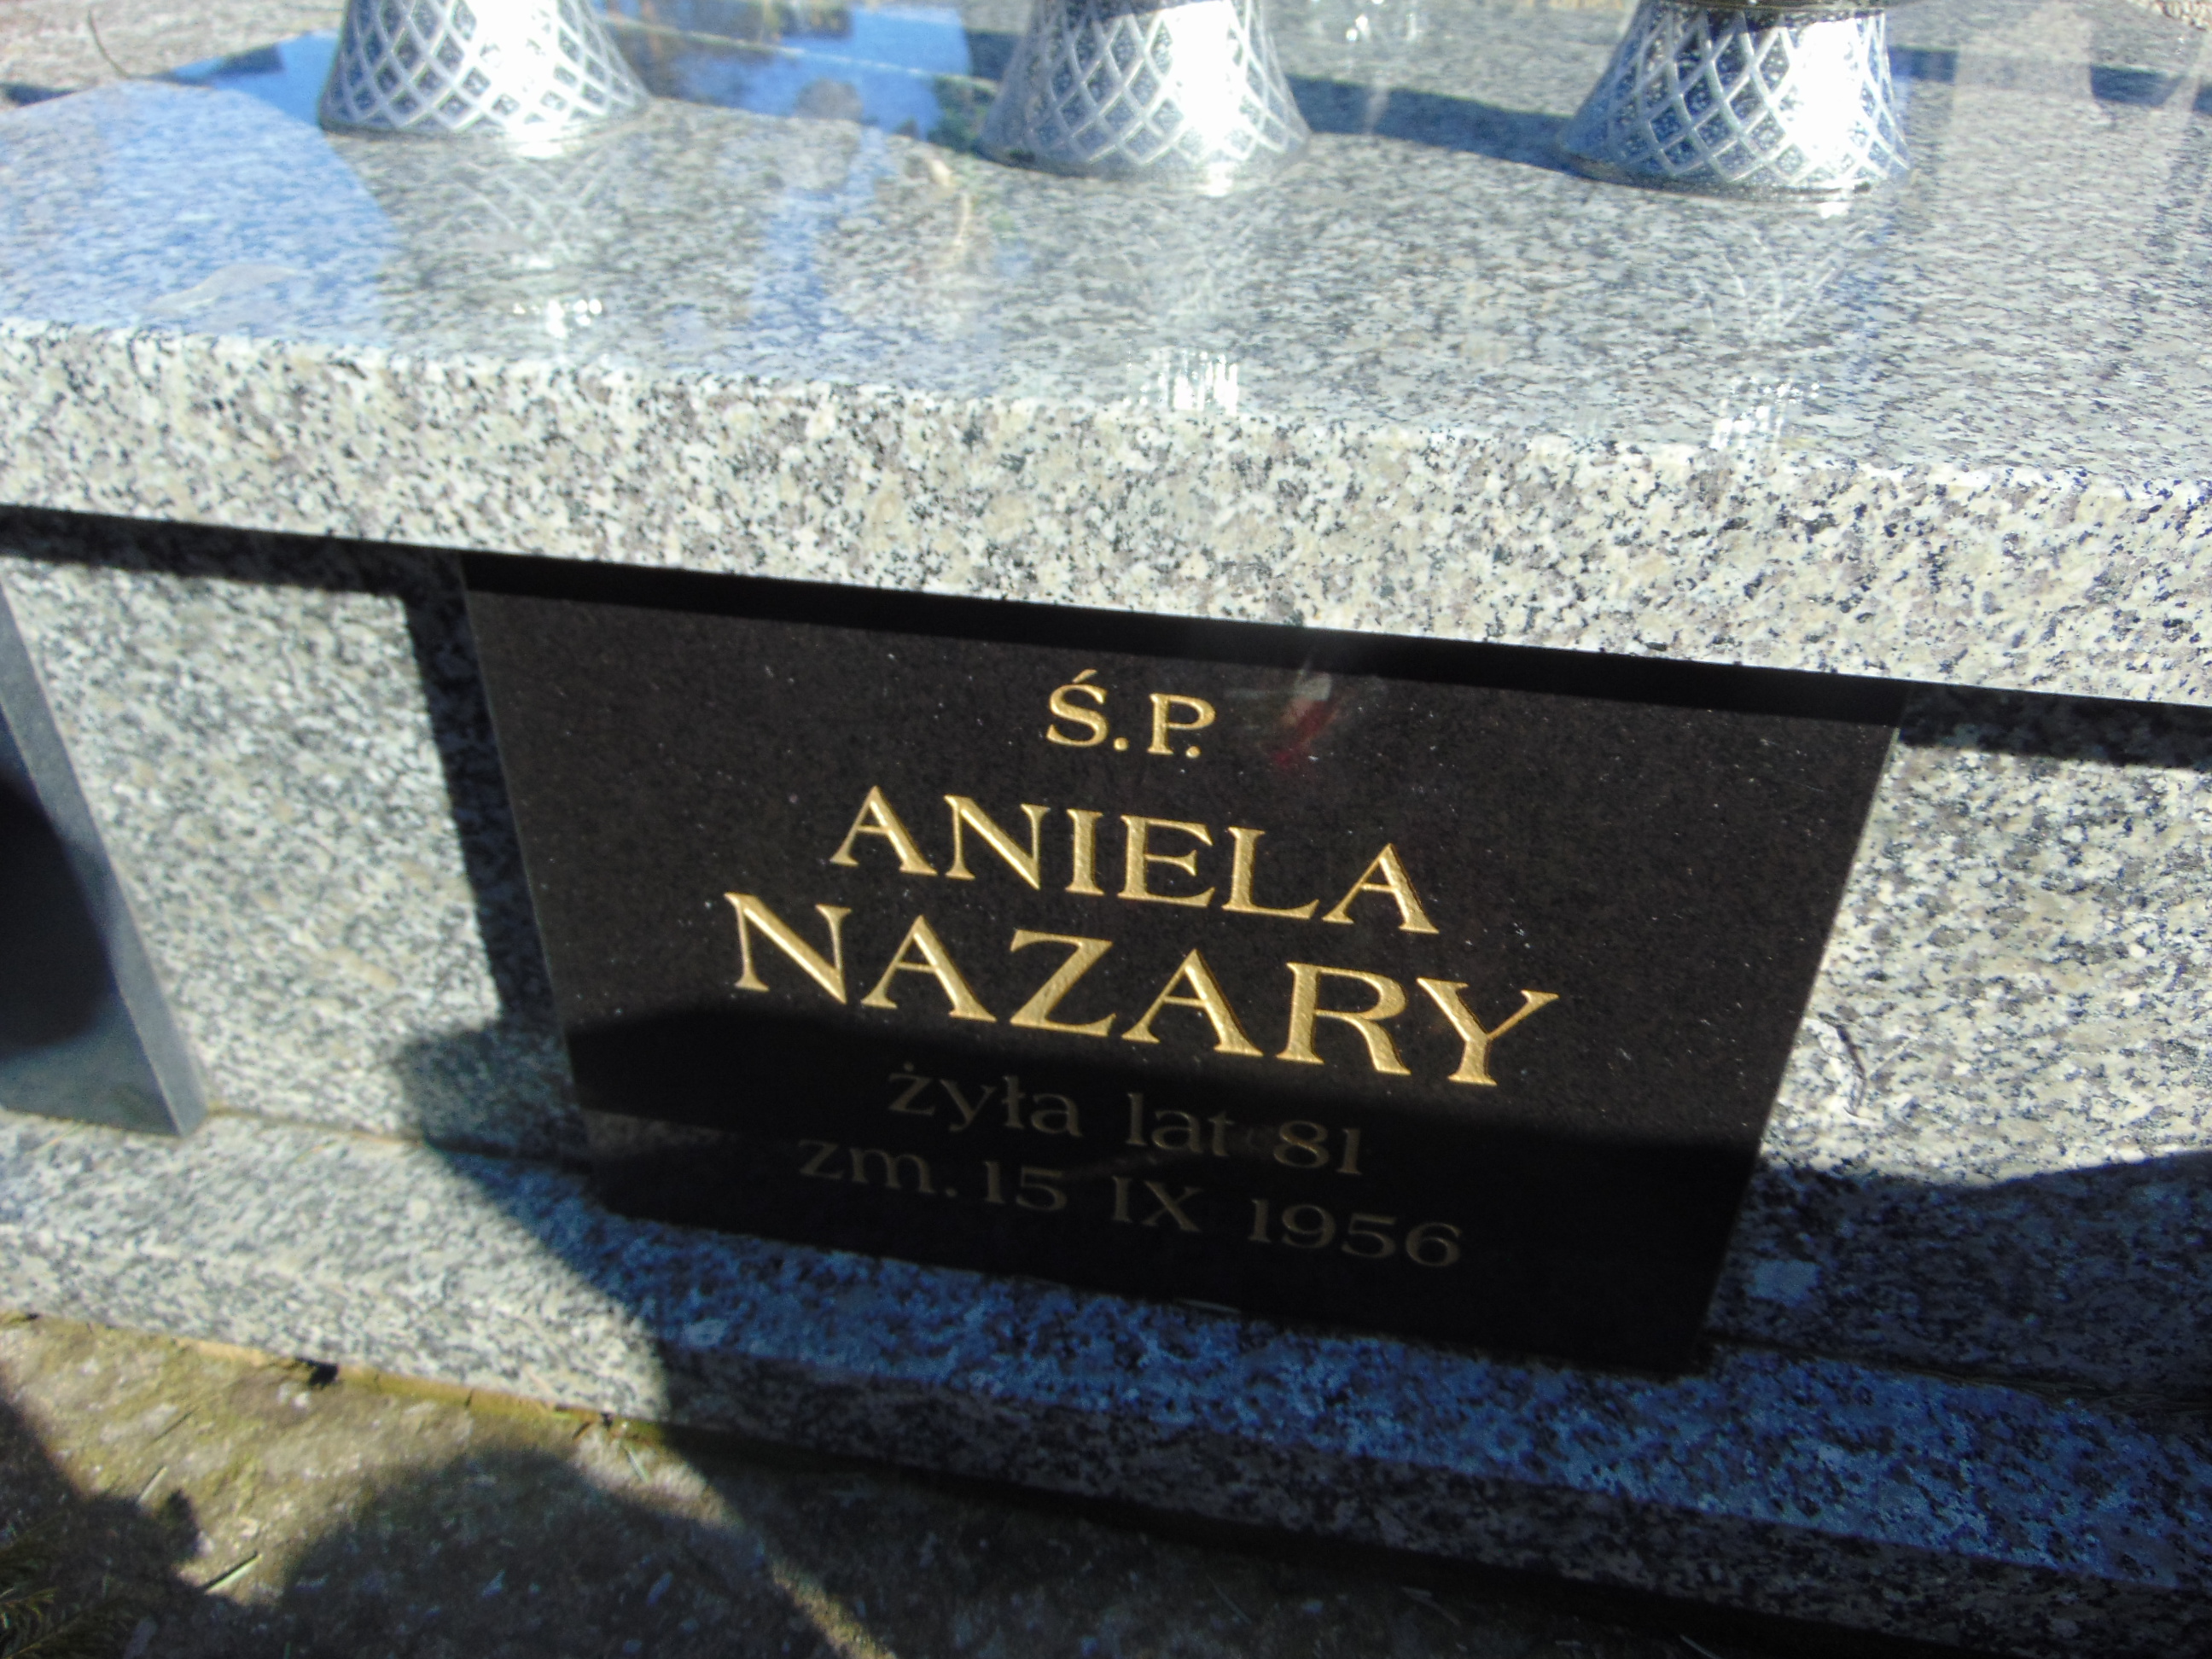 Ś.P.
ANIELA
NAZARY
żyła lat 81
zm. 15 IX 1956